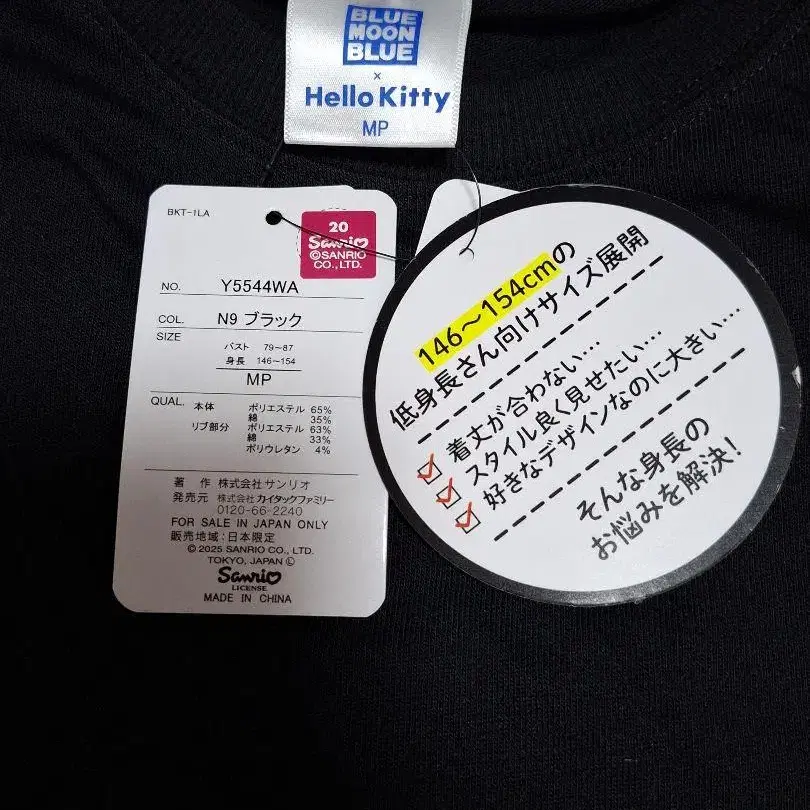 BLUE
MOON
BLUE
×
Hello Kitty
MP
BKT-1LA
20
Sanrio
©SANRIO
CO., LTD.
NO. Y5544WA
COL. N9 ブラック
SIZE
バスト 79~87
身長 146~154
MP
QUAL. 本体 ポリエステル 65%
綿 35%
リブ部分 ポリエステル 63%
綿 33%
ポリウレタン 4%
著 作 株式会社サンリオ
発売元 株式会社カイタックファミリー
0120-66-2240
FOR SALE IN JAPAN ONLY
販売地域:日本限定
©2025 SANRIO CO., LTD.
TOKYO, JAPAN Ⓛ
Sanrio
LICENSE
MADE IN CHINA
146~154cmの
低身長さん向けサイズ展開
着丈が合わない…
スタイル良く見せたい…
好きなデザインなのに大きい…
そんな身長の
お悩みを解決!